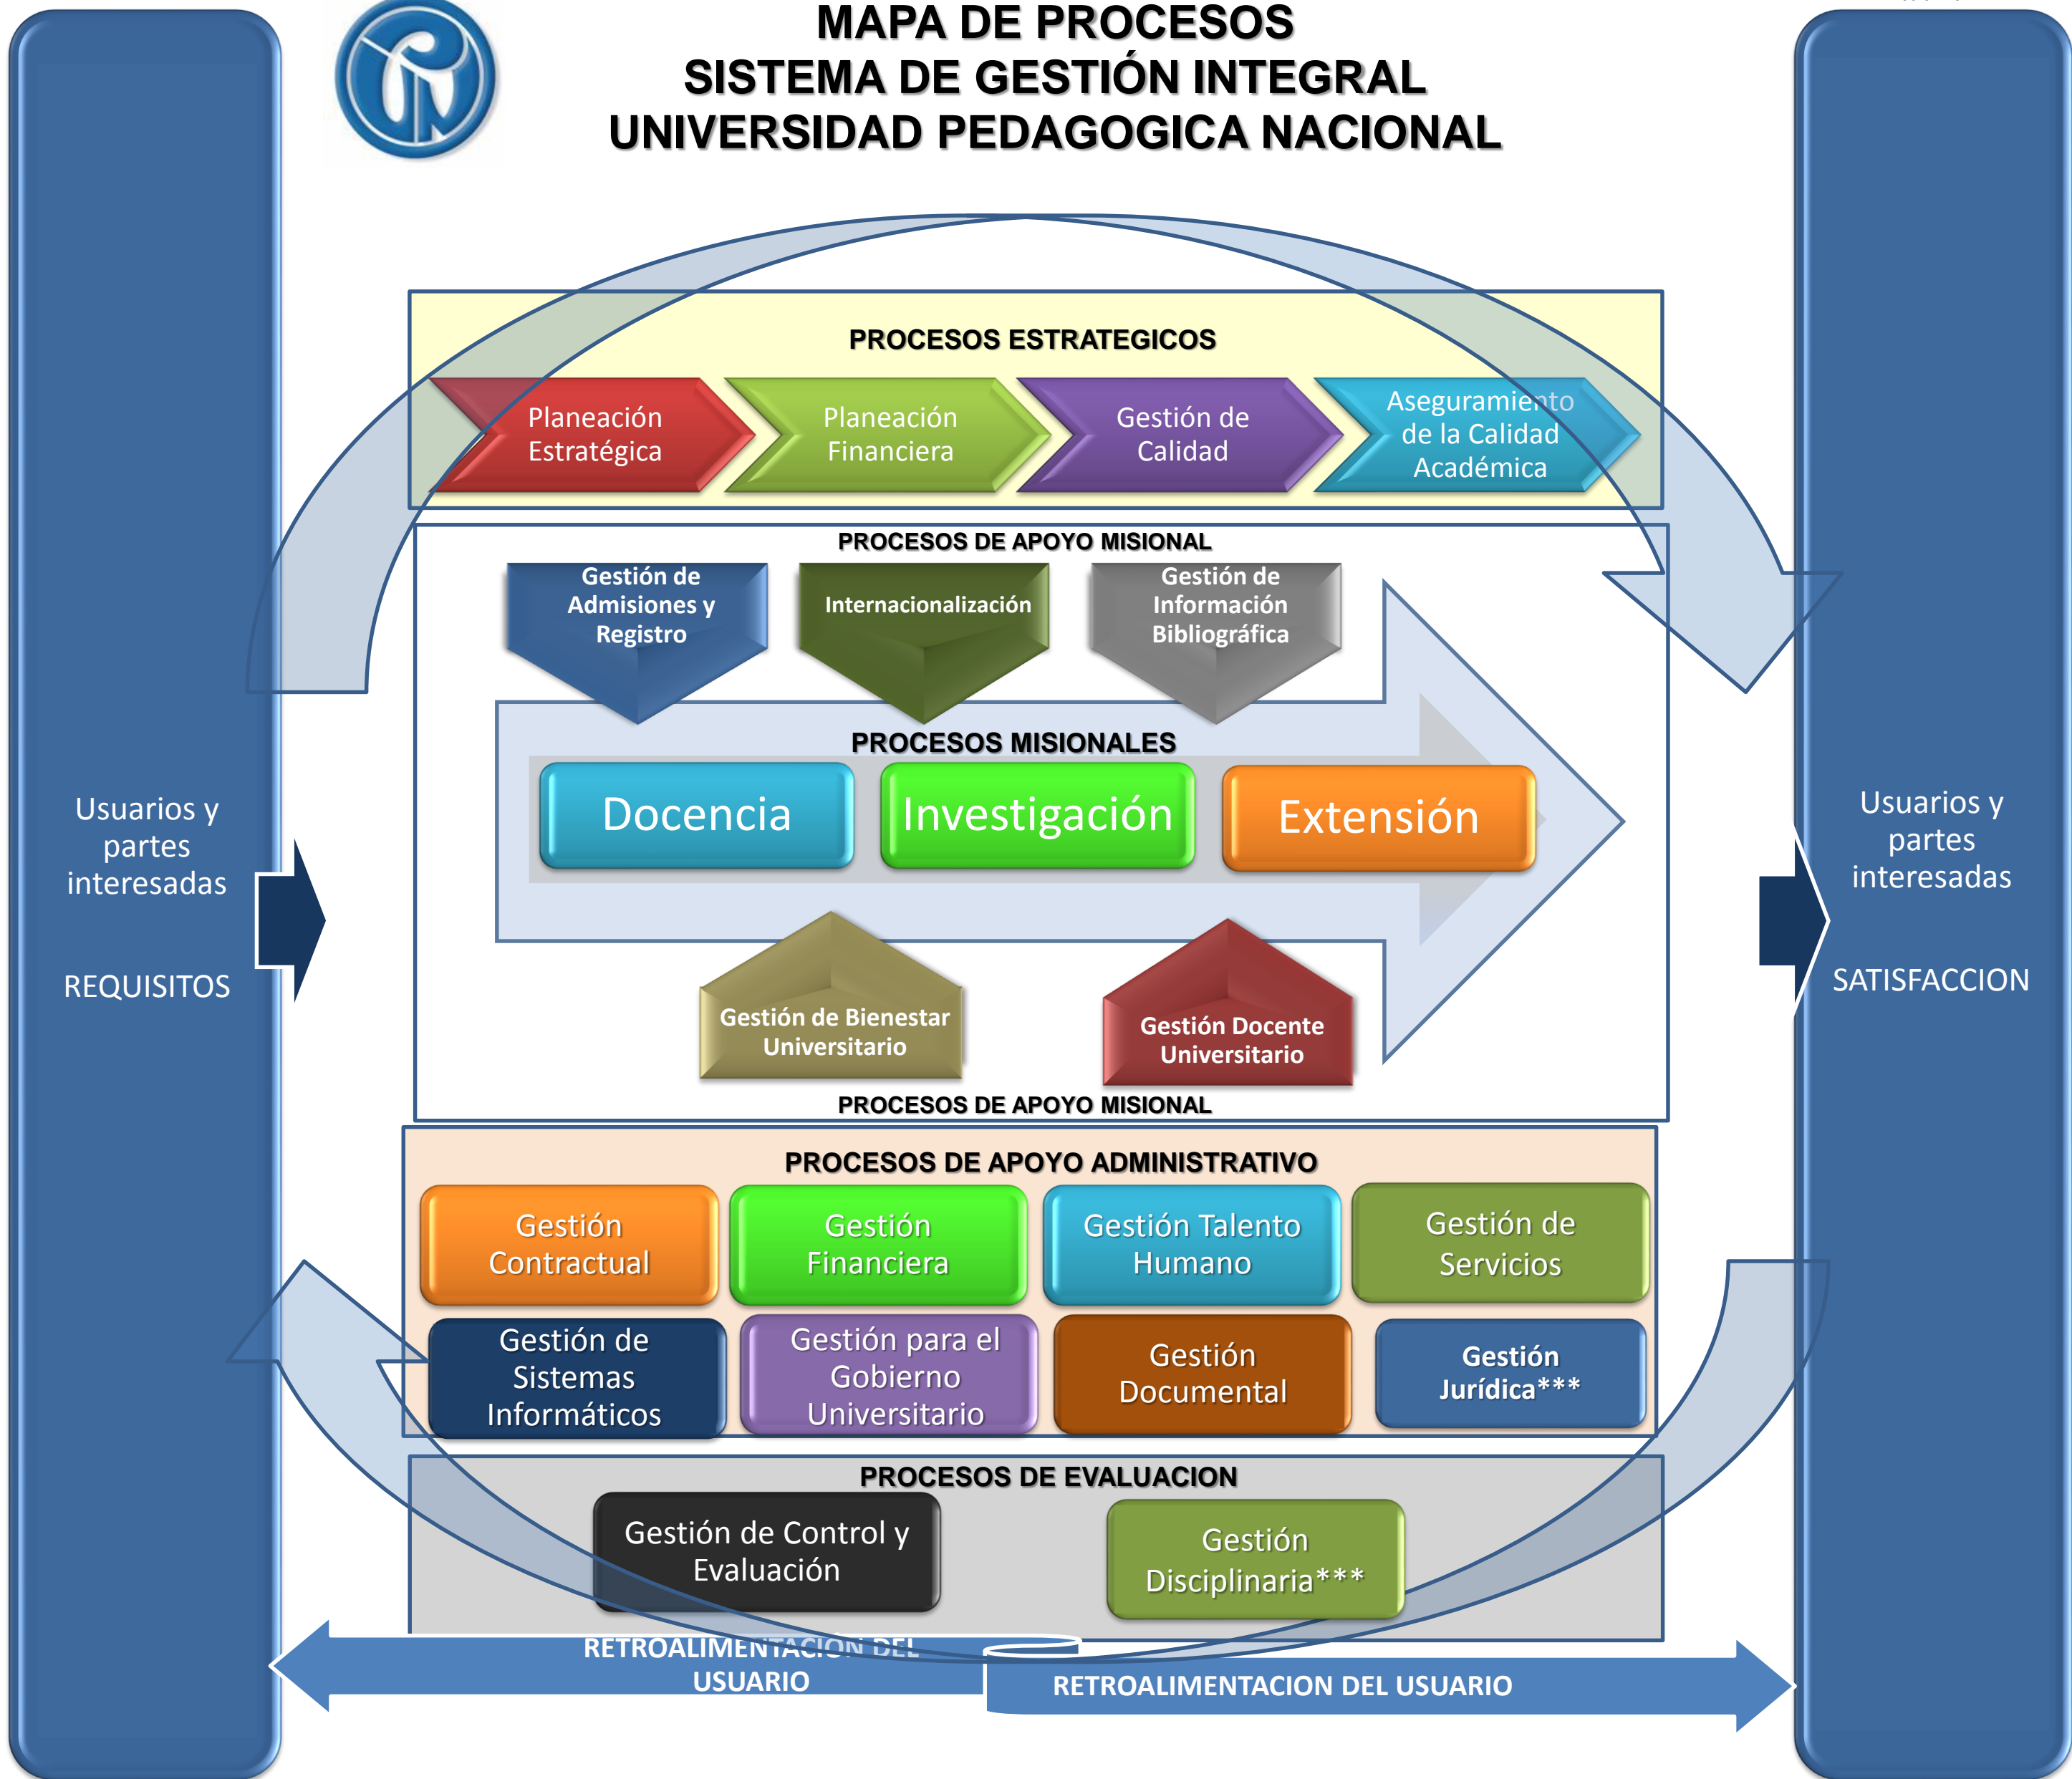 MAPA DE PROCESOS
SISTEMA DE GESTIÓN INTEGRAL
UNIVERSIDAD PEDAGOGICA NACIONAL
Usuarios y
partes
interesadas
REQUISITOS
PROCESOS ESTRATEGICOS
Planeación
Estratégica
Planeación
Financiera
Gestión de
Calidad
Aseguramiento
de la Calidad
Académica
PROCESOS DE APOYO MISIONAL
Gestión de
Admisiones y
Registro
Internacionalización
Gestión de
Información
Bibliográfica
PROCESOS MISIONALES
Docencia
Investigación
Extensión
Gestión de Bienestar
Universitario
Gestión Docente
Universitario
PROCESOS DE APOYO MISIONAL
PROCESOS DE APOYO ADMINISTRATIVO
Gestión
Contractual
Gestión
Financiera
Gestión Talento
Humano
Gestión de
Servicios
Gestión de
Sistemas
Informáticos
Gestión para el
Gobierno
Universitario
Gestión
Documental
Gestión
Jurídica***
PROCESOS DE EVALUACION
Gestión de Control y
Evaluación
Gestión
Disciplinaria***
RETROALIMENTACIÓN DEL
USUARIO
RETROALIMENTACION DEL USUARIO
Usuarios y
partes
interesadas
SATISFACCION